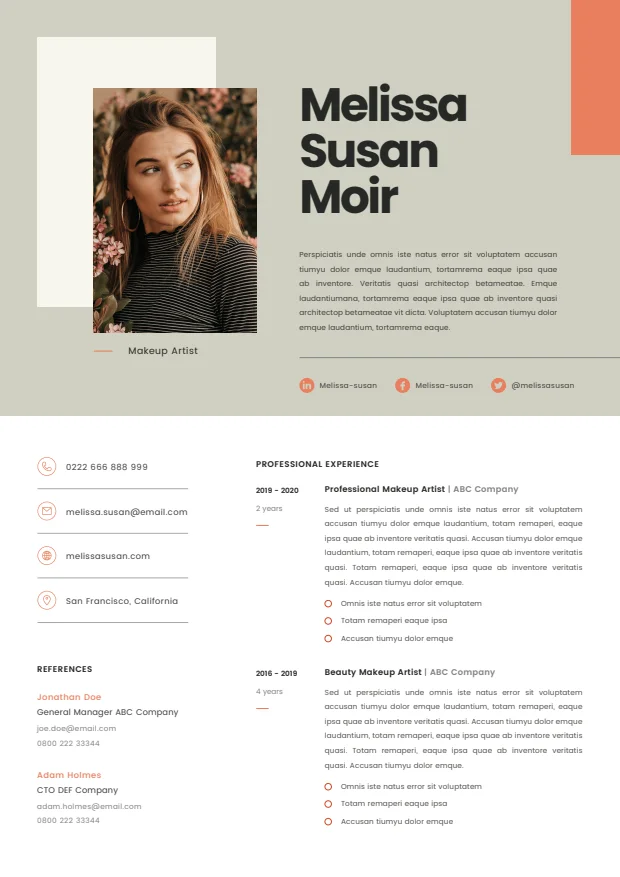 Melissa
Susan
Moir
Perspiciatis unde omnis iste natus error sit voluptatem accusan
tiumyu dolor emque laudantium, tortamrema eaque ipsa quae
ab inventore. Veritatis quasi architectop betameatae. Emque
laudantiumana, tortamrema eaque ipsa quae ab inventore quasi
architectop betameatae vit dicta. Voluptatem accusan tiumyu dolor
emque laudantium, tortamrema eaque.
Makeup Artist
Melissa-susan
Melissa-susan
@melissasusan
0222 666 888 999
melissa.susan@email.com
melissasusan.com
San Francisco, California
REFERENCES
Jonathan Doe
General Manager ABC Company
joe.doe@email.com
0800 222 33344
Adam Holmes
CTO DEF Company
adam.holmes@email.com
0800 222 33344
PROFESSIONAL EXPERIENCE
2019 - 2020
2 years
Professional Makeup Artist | ABC Company
Sed ut perspiciatis unde omnis iste natus error sit voluptatem
accusan tiumyu dolor emque laudantium, totam remaperi, eaque
ipsa quae ab inventore veritatis quasi. Accusan tiumyu dolor emque
laudantium, totam remaperi, eaque ipsa quae ab inventore veritatis
quasi. Totam remaperi, eaque ipsa quae ab inventore veritatis
quasi. Accusan tiumyu dolor emque.
Omnis iste natus error sit voluptatem
Totam remaperi eaque ipsa
Accusan tiumyu dolor emque
2016 - 2019
4 years
Beauty Makeup Artist | ABC Company
Sed ut perspiciatis unde omnis iste natus error sit voluptatem
accusan tiumyu dolor emque laudantium, totam remaperi, eaque
ipsa quae ab inventore veritatis quasi. Accusan tiumyu dolor emque
laudantium, totam remaperi, eaque ipsa quae ab inventore veritatis
quasi. Totam remaperi, eaque ipsa quae ab inventore veritatis
quasi. Accusan tiumyu dolor emque.
Omnis iste natus error sit voluptatem
Totam remaperi eaque ipsa
Accusan tiumyu dolor emque